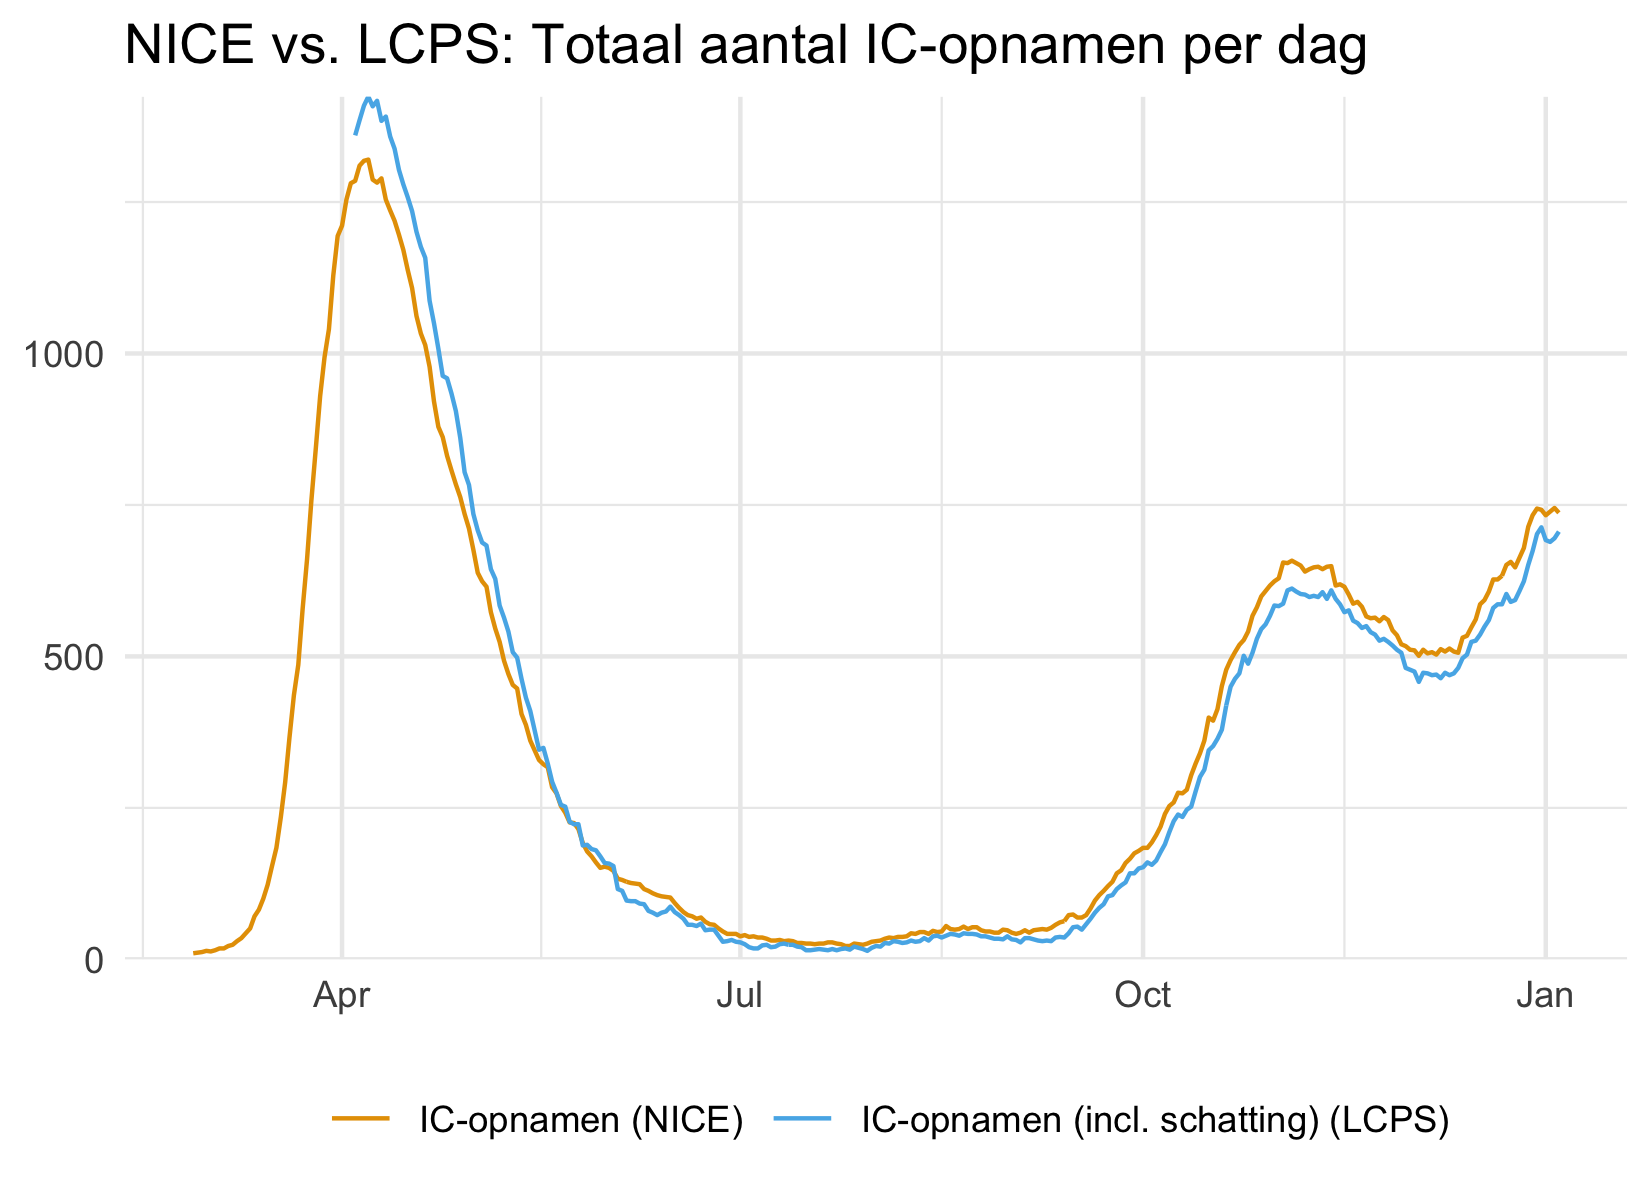 NICE vs. LCPS: Totaal aantal IC-opnamen per dag
1000
500
0
Apr Jul Oct Jan
IC-opnamen (NICE) IC-opnamen (incl. schatting) (LCPS)